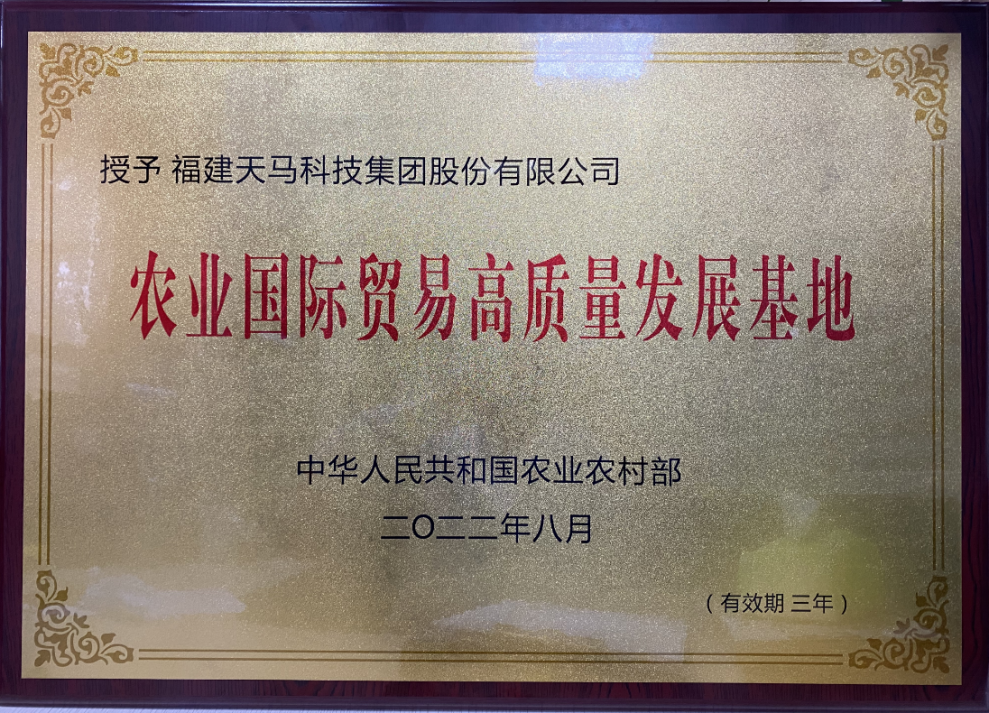 授予 福建天马科技集团股份有限公司
农业国际贸易高质量发展基地
中华人民共和国农业农村部
二〇二二年八月
（有效期 三年）